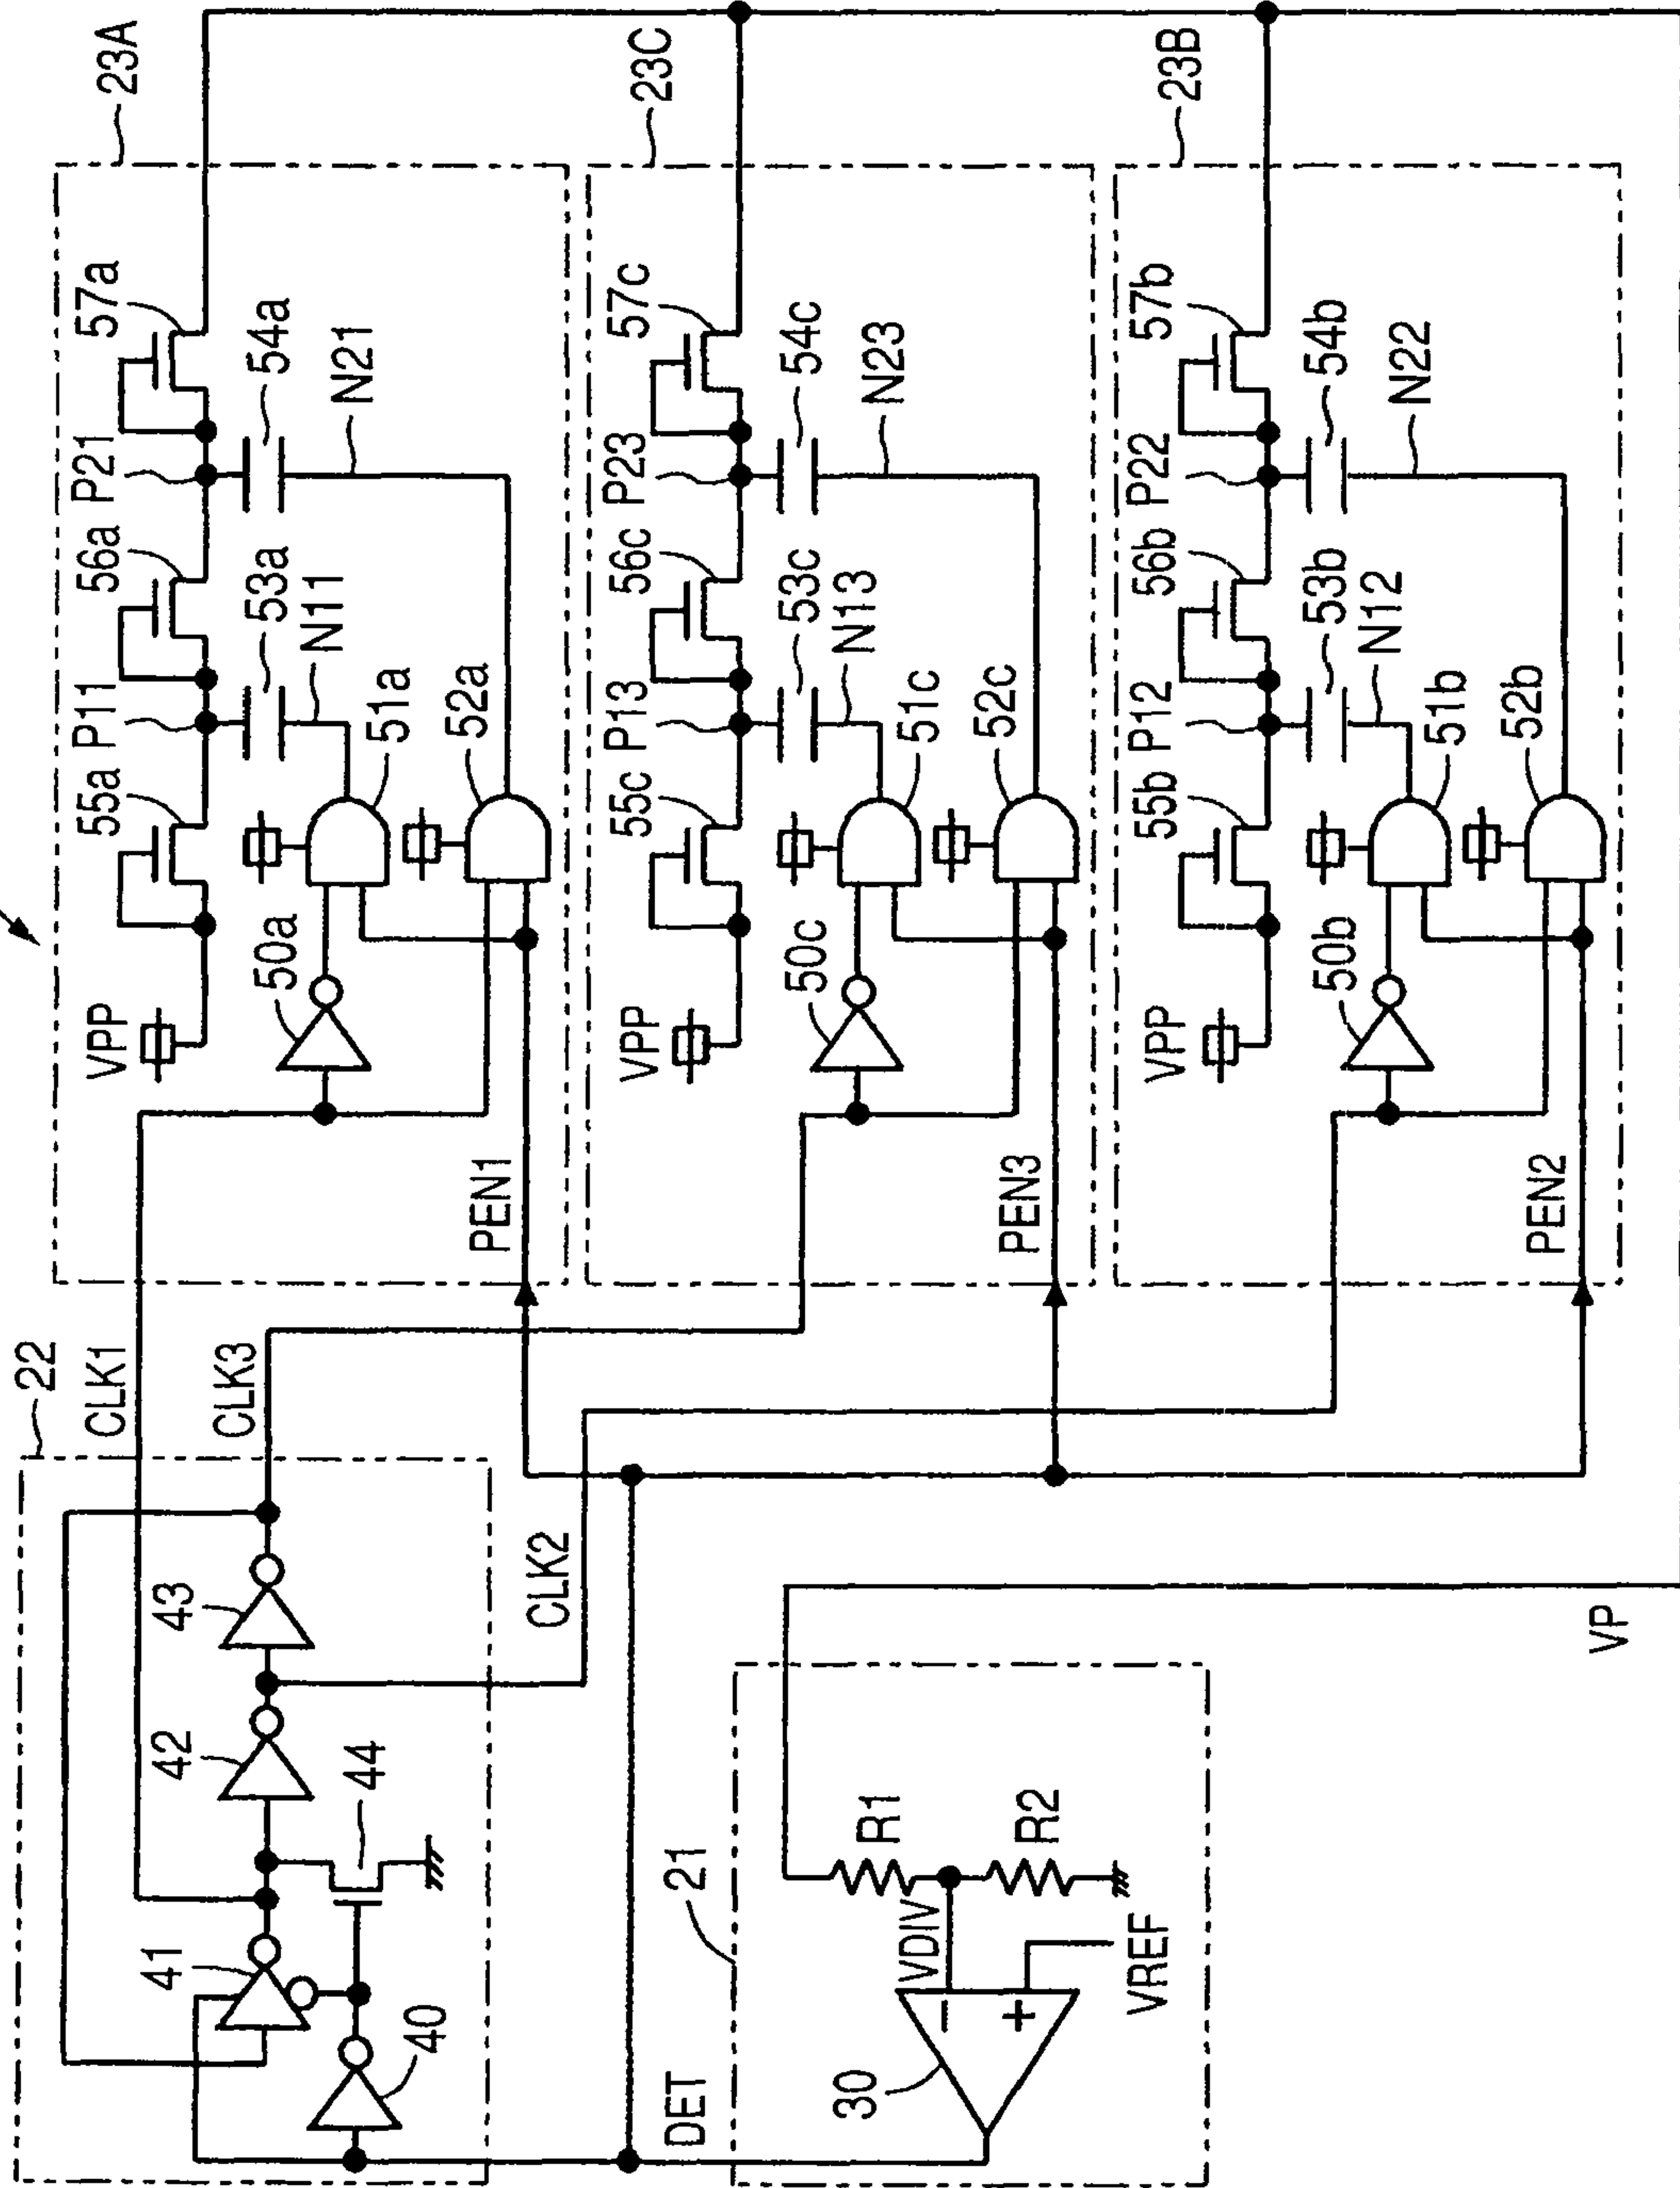 22
CLK1
CLK3
43
42
44
41
40
CLK2
DET
21
R1
R2
VDIV
VREF
30
−
+
VP
23A
VPP
55a
P11
56a
P21
57a
53a
N11
54a
N21
50a
51a
52a
PEN1
23C
VPP
55c
P13
56c
P23
57c
53c
N13
54c
N23
50c
51c
52c
PEN3
23B
VPP
55b
P12
56b
P22
57b
53b
N12
54b
N22
50b
51b
52b
PEN2